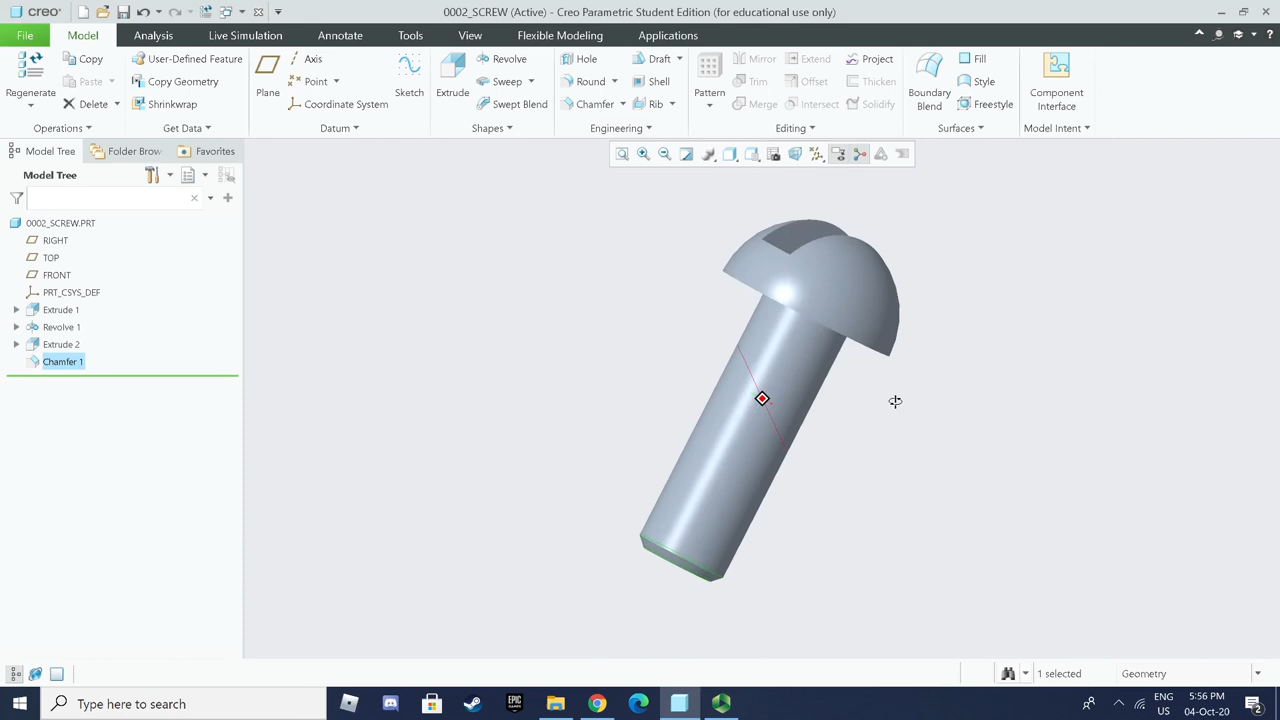 creo
0002_SCREW (Active) - Creo Parametric Student Edition (for educational use only)
File Model Analysis Live Simulation Annotate Tools View Flexible Modeling Applications
Regenerate Copy Paste Delete
Operations
User-Defined Feature Copy Geometry Shrinkwrap
Get Data
Plane Axis Point Coordinate System Sketch
Datum
Extrude Revolve Sweep Swept Blend
Shapes
Hole Round Chamfer Draft Shell Rib
Engineering
Pattern Mirror Trim Merge Extend Offset Intersect Project Thicken Solidify
Editing
Boundary Blend Fill Style Freestyle
Surfaces
Component Interface
Model Intent
Model Tree Folder Brow Favorites
Model Tree
0002_SCREW.PRT
RIGHT
TOP
FRONT
PRT_CSYS_DEF
Extrude 1
Revolve 1
Extrude 2
Chamfer 1
1 selected Geometry
Type here to search
EPIC GAMES
ENG
US
5:56 PM
04-Oct-20